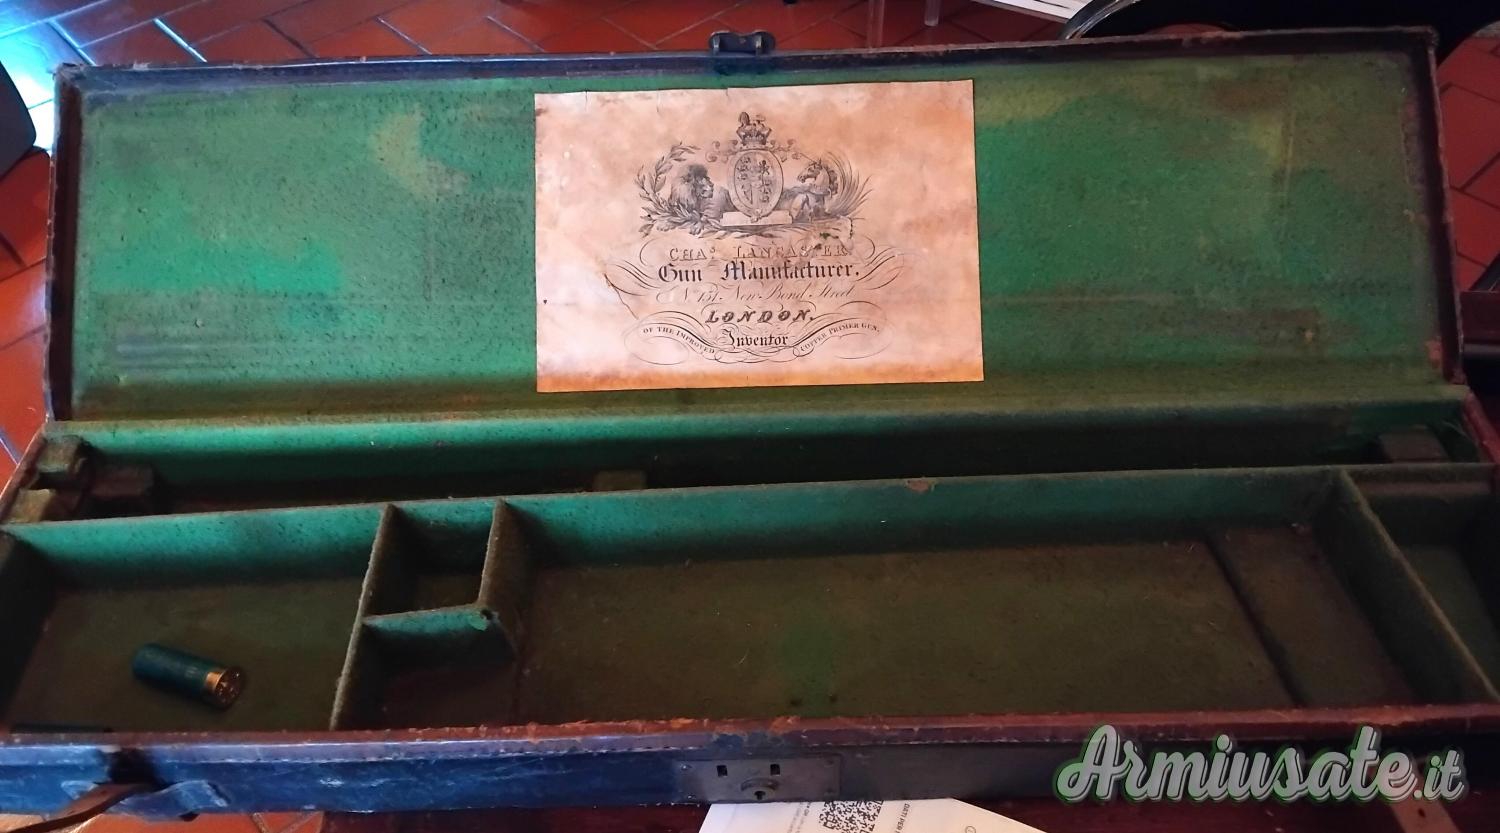 CHAS. LANCASTER
Gun Manufacturer.
No. 151, New Bond Street
LONDON.
Inventor
OF THE IMPROVED COPPER PRIMER GUN.
Armiusate.it